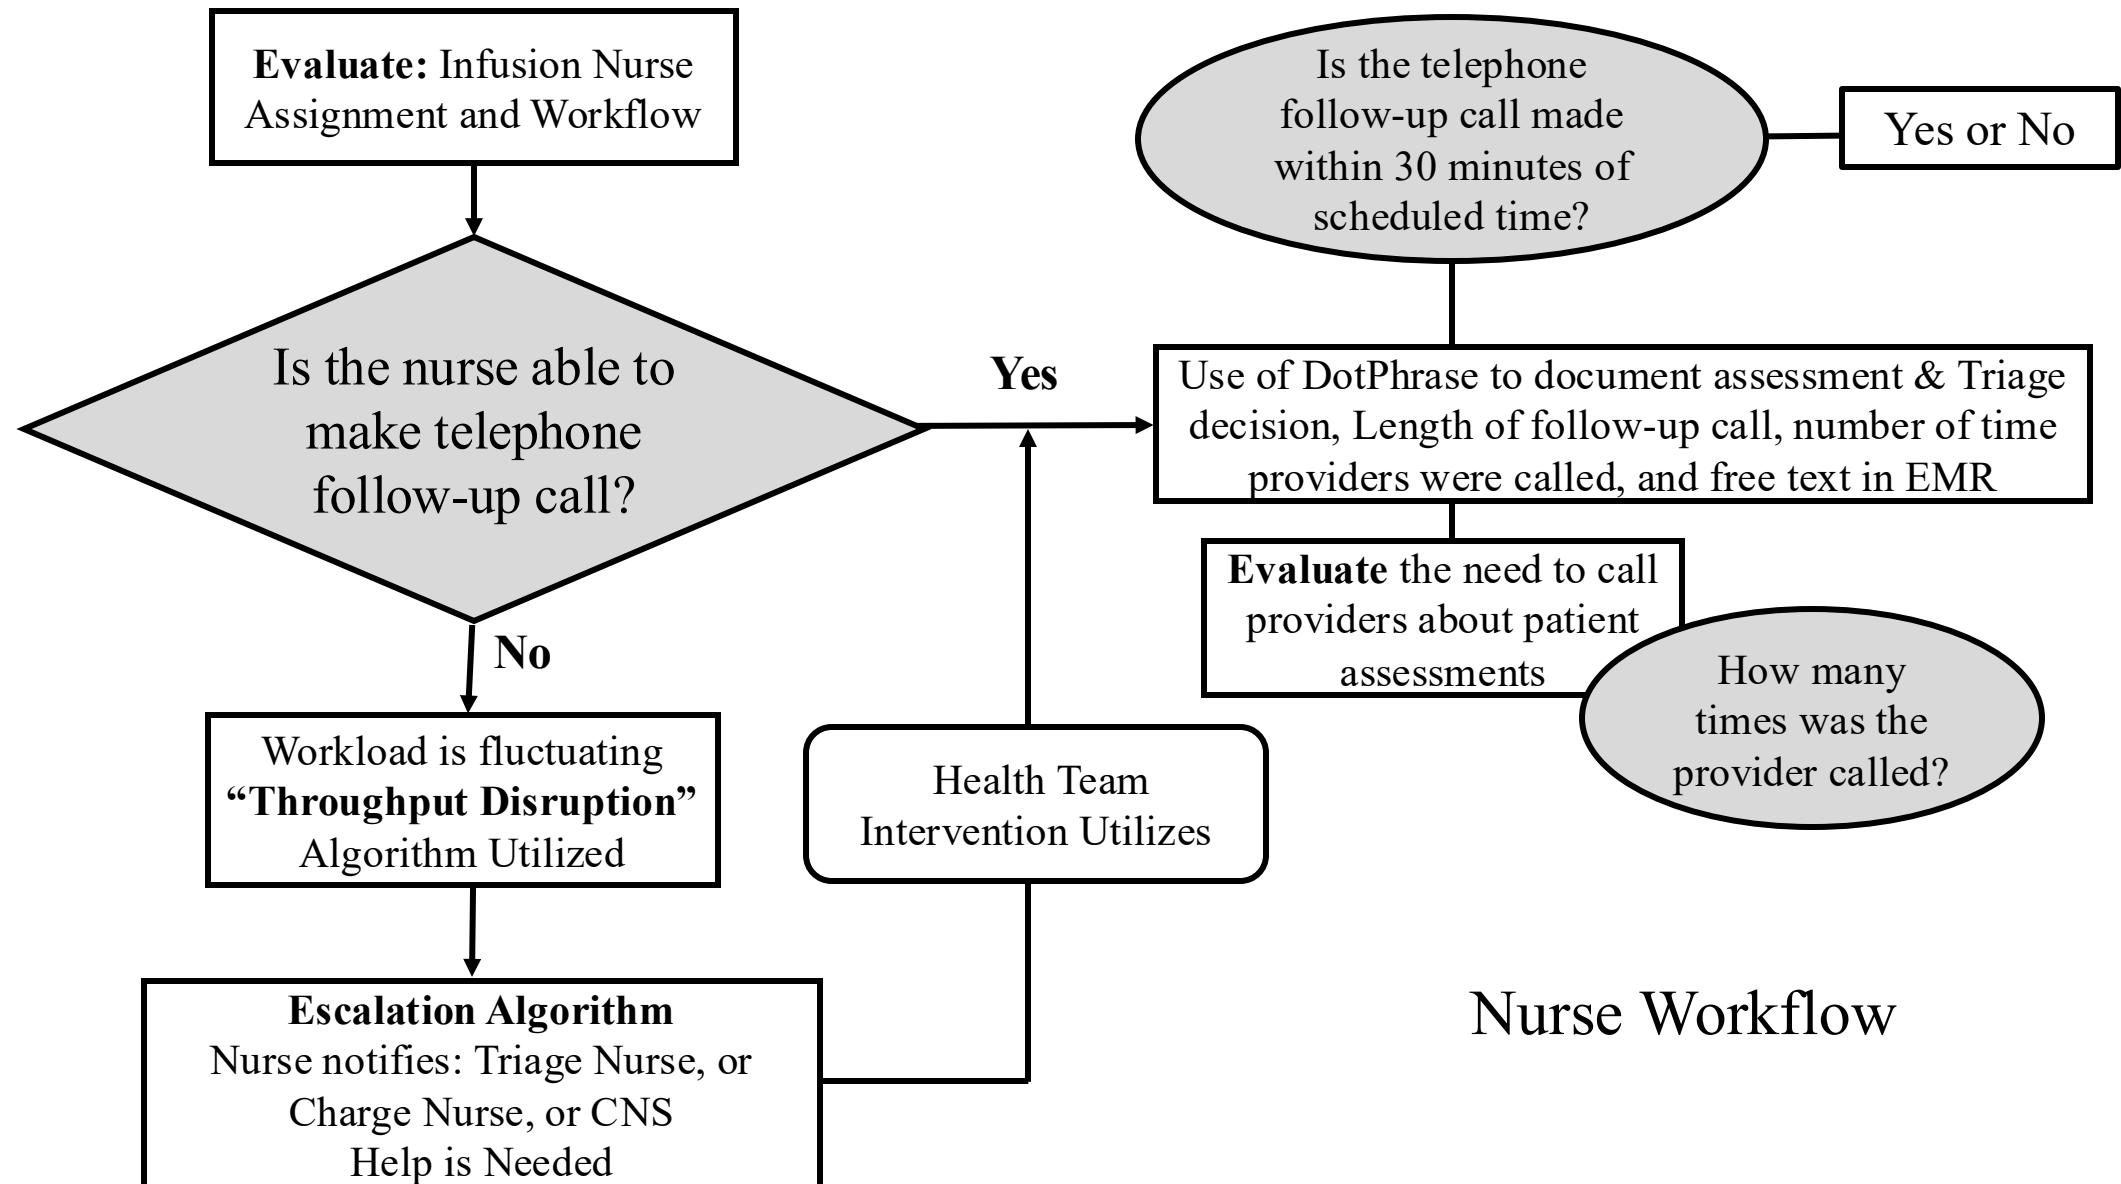 Evaluate: Infusion Nurse
Assignment and Workflow
Is the nurse able to
make telephone
follow-up call?
Yes
No
Workload is fluctuating
“Throughput Disruption”
Algorithm Utilized
Escalation Algorithm
Nurse notifies: Triage Nurse, or
Charge Nurse, or CNS
Help is Needed
Health Team
Intervention Utilizes
Is the telephone
follow-up call made
within 30 minutes of
scheduled time?
Yes or No
Use of DotPhrase to document assessment & Triage
decision, Length of follow-up call, number of time
providers were called, and free text in EMR
Evaluate the need to call
providers about patient
assessments
How many
times was the
provider called?
Nurse Workflow